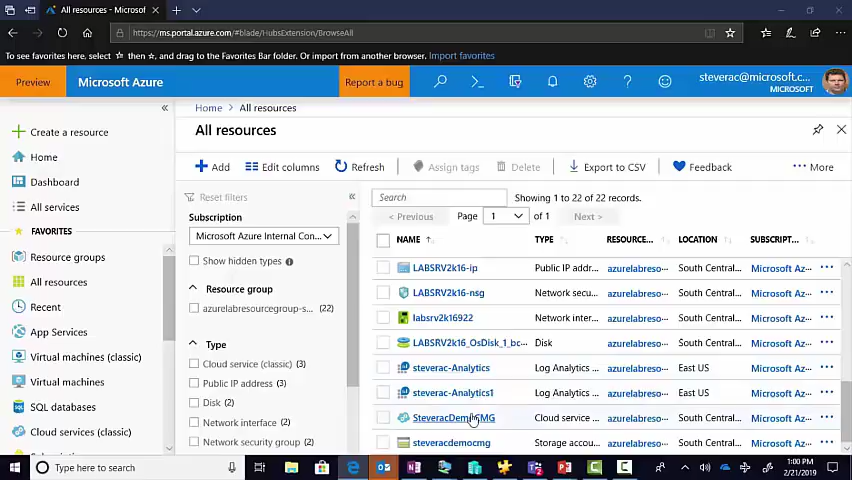 All resources - Microsof
https://ms.portal.azure.com/#blade/HubsExtension/BrowseAll
To see favorites here, select ☆ then ☆, and drag to the Favorites Bar folder. Or import from another browser. Import favorites
Preview
Microsoft Azure
Report a bug
steverac@microsoft.c...
MICROSOFT
Create a resource
Home
Dashboard
All services
FAVORITES
Resource groups
All resources
Recent
App Services
Virtual machines (classic)
Virtual machines
SQL databases
Cloud services (classic)
Home > All resources
All resources
Add
Edit columns
Refresh
Assign tags
Delete
Export to CSV
Feedback
More
Reset filters
Subscription
Microsoft Azure Internal Con...
Show hidden types
Resource group
azurelabresourcegroup-s... (22)
Type
Cloud service (classic) (3)
Public IP address (3)
Disk (2)
Network interface (2)
Network security group (2)
Search
Showing 1 to 22 of 22 records.
< Previous Page 1 of 1 Next >
NAME TYPE RESOURCE... LOCATION SUBSCRIPT...
LABSRV2k16-ip Public IP addr... azurelabreso... South Central... Microsoft Az...
LABSRV2k16-nsg Network secu... azurelabreso... South Central... Microsoft Az...
labsrv2k16922 Network inter... azurelabreso... South Central... Microsoft Az...
LABSRV2k16_OsDisk_1_bc... Disk azurelabreso... South Central... Microsoft Az...
steverac-Analytics Log Analytics ... azurelabreso... East US Microsoft Az...
steverac-Analytics1 Log Analytics ... azurelabreso... East US Microsoft Az...
SteveracDemoCMG Cloud service ... azurelabreso... South Central... Microsoft Az...
steveracdemocmg Storage accou... azurelabreso... South Central... Microsoft Az...
Type here to search
1:00 PM
2/21/2019